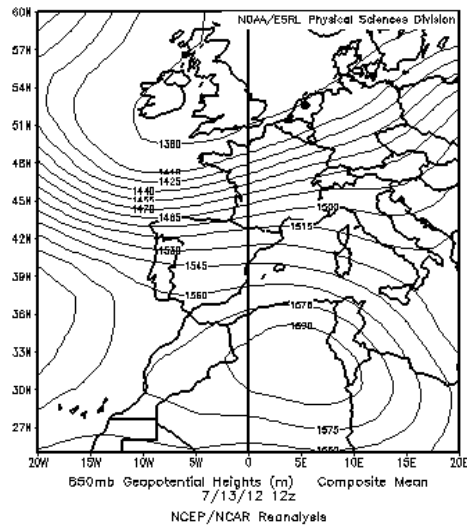 NOAA/ESRL Physical Sciences Division
60N
57N
54N
51N
48N
45N
42N
39N
36N
33N
30N
27N
1380
1410
1425
1440
1455
1470
1485
1500
1515
1530
1545
1560
1570
1575
20W 15W 10W 5W 0 5E 10E 15E 20E
850mb Geopotential Heights (m) Composite Mean
7/13/12 12z
NCEP/NCAR Reanalysis